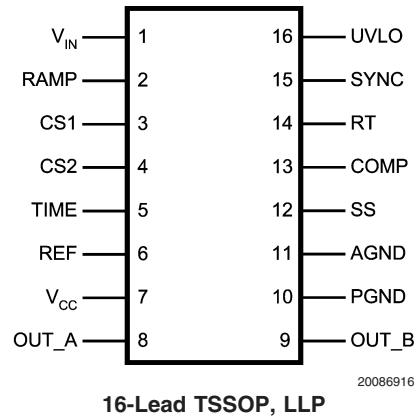 V_IN 1 16 UVLO
RAMP 2 15 SYNC
CS1 3 14 RT
CS2 4 13 COMP
TIME 5 12 SS
REF 6 11 AGND
V_CC 7 10 PGND
OUT_A 8 9 OUT_B
20086916
16-Lead TSSOP, LLP